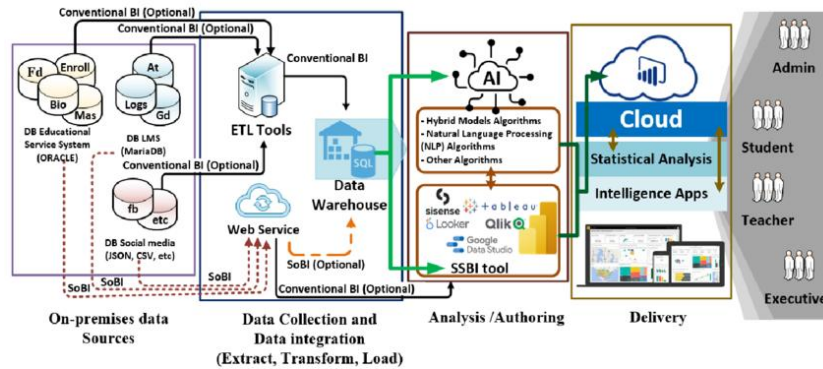 Conventional BI (Optional)
Conventional BI (Optional)
Fd
Enroll
Bio
Mas
DB Educational
Service System
(ORACLE)
At
Logs
Gd
DB LMS
(MariaDB)
Conventional BI (Optional)
fb
etc
DB Social media
(JSON, CSV, etc)
SoBI
SoBI
SoBI
On-premises data
Sources
ETL Tools
Conventional BI
SQL
Data
Warehouse
Web Service
SoBI (Optional)
Conventional BI (Optional)
Data Collection and
Data integration
(Extract, Transform, Load)
AI
• Hybrid Models Algorithms
• Natural Language Processing
(NLP) Algorithms
• Other Algorithms
sisense
+ableau
Looker
Qlik
Google
Data Studio
SSBI tool
Analysis /Authoring
Cloud
Statistical Analysis
Intelligence Apps
Delivery
Admin
Student
Teacher
Executive